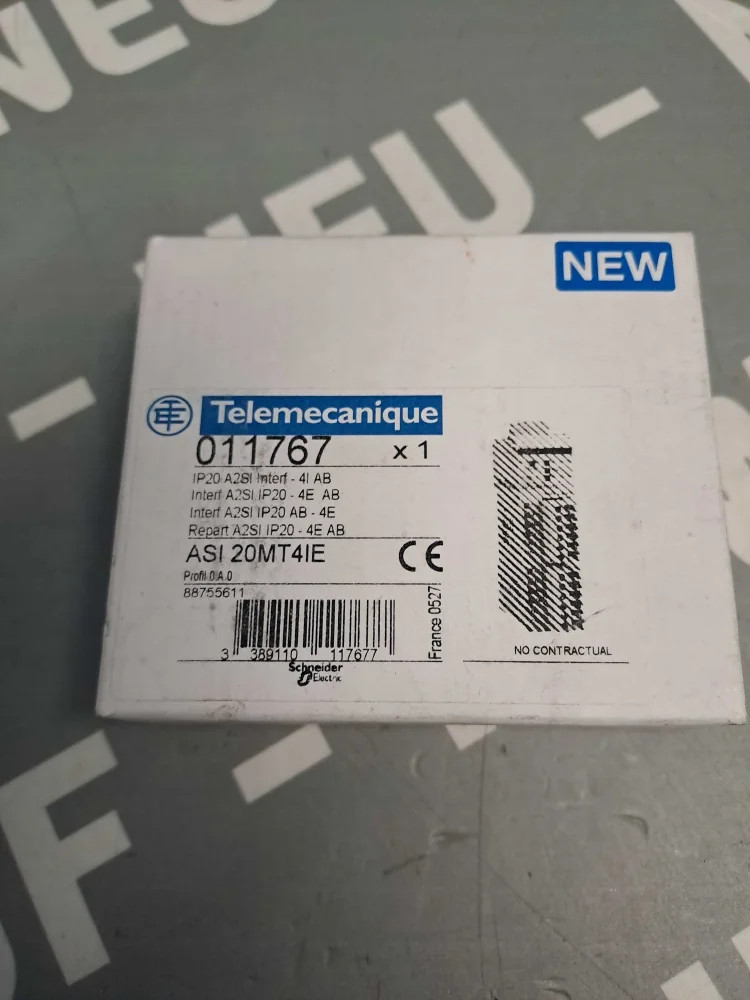 NEU
NEU -
NEW
Telemecanique
011767 x 1
IP20 A2SI Interf - 4I AB
Interf A2SI IP20 - 4E AB
Interf A2SI IP20 AB - 4E
Repart A2SI IP20 - 4E AB
ASI 20MT4IE CE
Profil 0.A.0
88755611
France 0527
3 389110 117677
Schneider
Electric
NO CONTRACTUAL